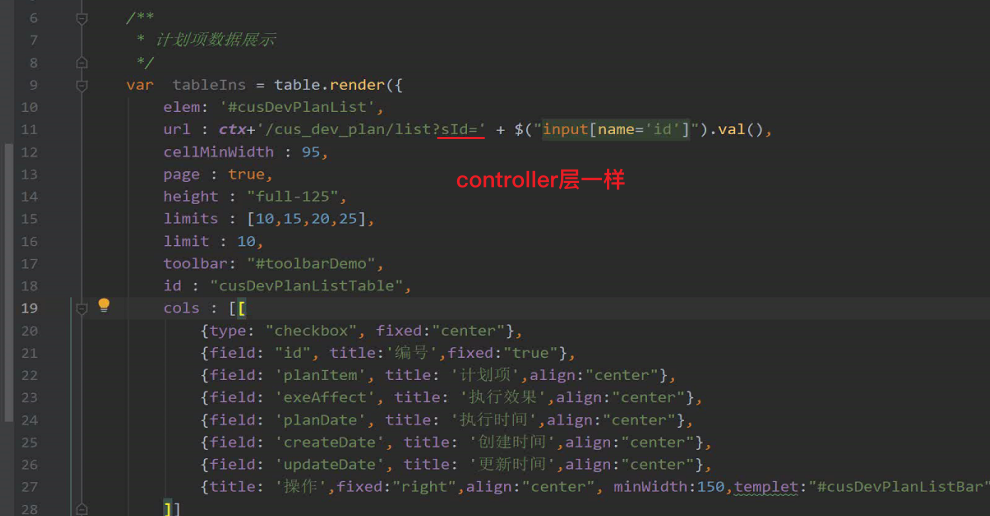 6 /**
7 * 计划项数据展示
8 */
9 var tableIns = table.render({
10 elem: '#cusDevPlanList',
11 url : ctx+'/cus_dev_plan/list?sId=' + $("input[name='id']").val(),
12 cellMinWidth : 95,
13 page : true,
controller层一样
14 height : "full-125",
15 limits : [10,15,20,25],
16 limit : 10,
17 toolbar: "#toolbarDemo",
18 id : "cusDevPlanListTable",
19 cols : [[
20 {type: "checkbox", fixed:"center"},
21 {field: "id", title:'编号',fixed:"true"},
22 {field: 'planItem', title: '计划项',align:"center"},
23 {field: 'exeAffect', title: '执行效果',align:"center"},
24 {field: 'planDate', title: '执行时间',align:"center"},
25 {field: 'createDate', title: '创建时间',align:"center"},
26 {field: 'updateDate', title: '更新时间',align:"center"},
27 {title: '操作',fixed:"right",align:"center", minWidth:150,templet:"#cusDevPlanListBar"
28 ]]